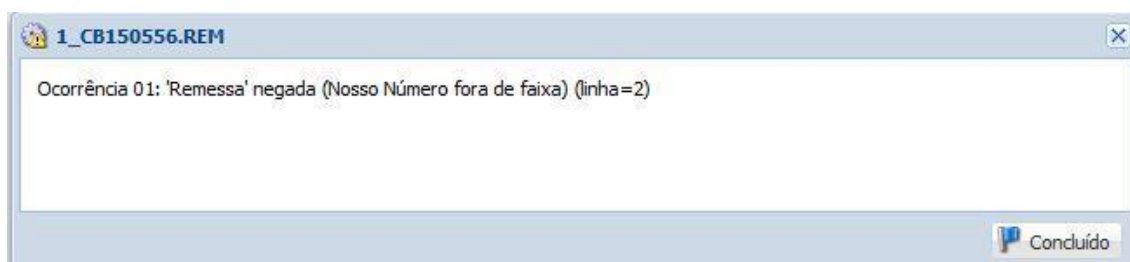 1_CB150556.REM
Ocorrência 01: 'Remessa' negada (Nosso Número fora de faixa) (linha=2)
Concluído